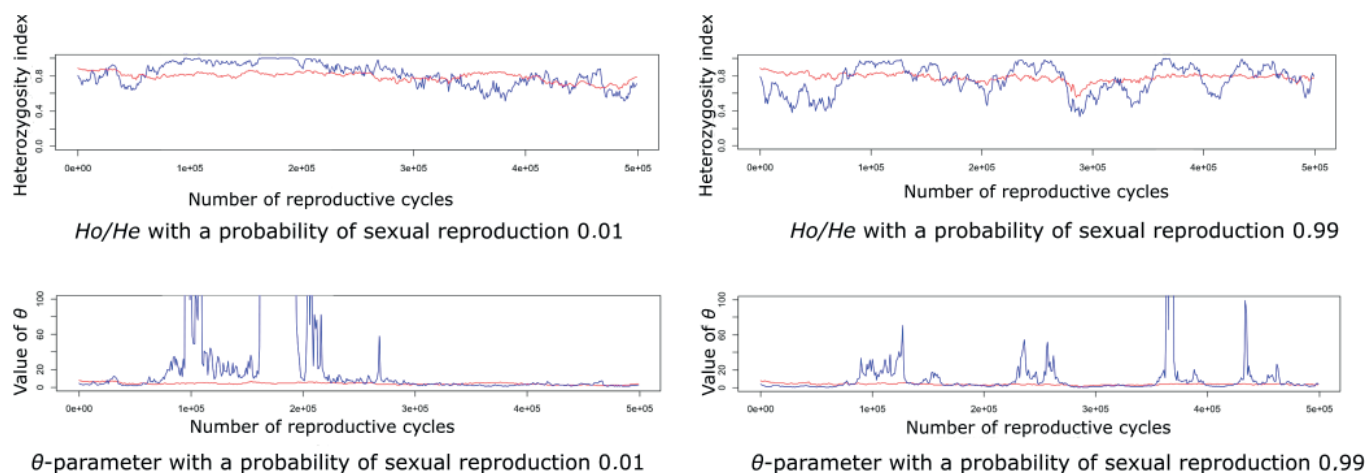 Heterozygosity index
0.0 0.4 0.8
0e+00 1e+05 2e+05 3e+05 4e+05 5e+05
Number of reproductive cycles
Ho/He with a probability of sexual reproduction 0.01
Heterozygosity index
0.0 0.4 0.8
0e+00 1e+05 2e+05 3e+05 4e+05 5e+05
Number of reproductive cycles
Ho/He with a probability of sexual reproduction 0.99
Value of θ
0 20 60 100
0e+00 1e+05 2e+05 3e+05 4e+05 5e+05
Number of reproductive cycles
θ-parameter with a probability of sexual reproduction 0.01
Value of θ
0 20 60 100
0e+00 1e+05 2e+05 3e+05 4e+05 5e+05
Number of reproductive cycles
θ-parameter with a probability of sexual reproduction 0.99